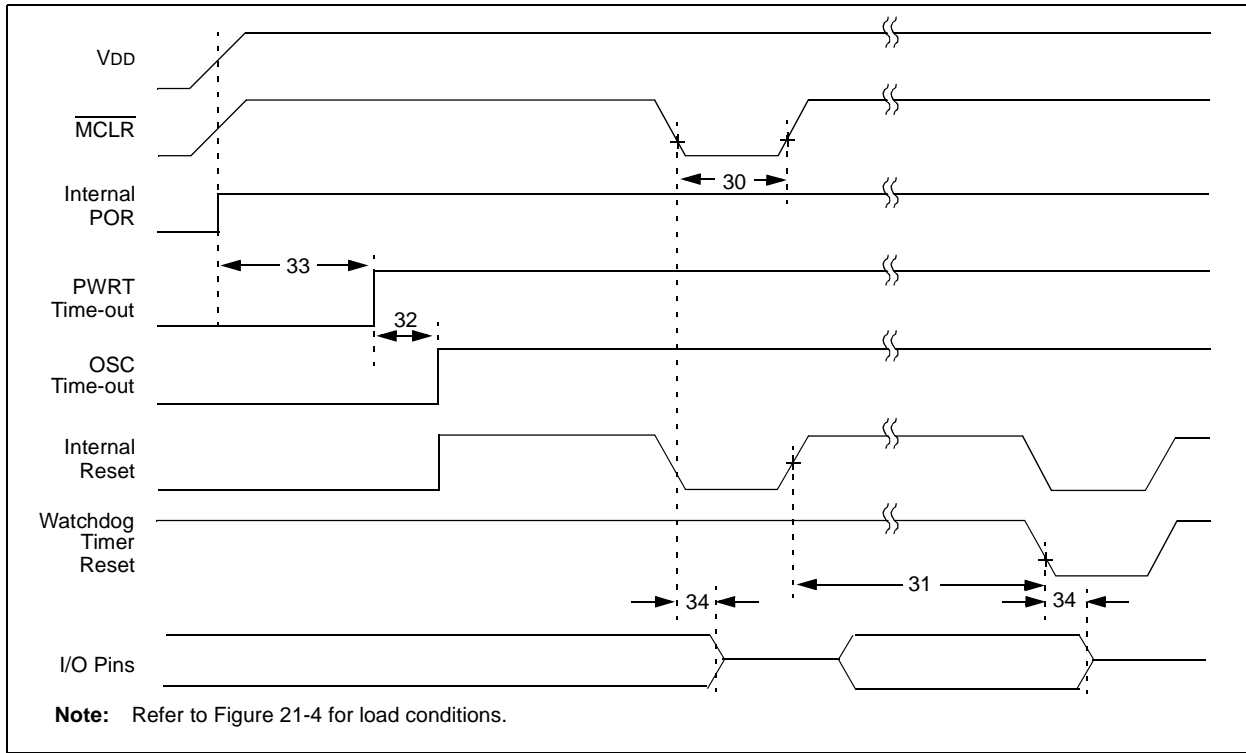 VDD
MCLR
30
Internal
POR
33
PWRT
Time-out
32
OSC
Time-out
Internal
Reset
Watchdog
Timer
Reset
31
34
34
I/O Pins
Note: Refer to Figure 21-4 for load conditions.